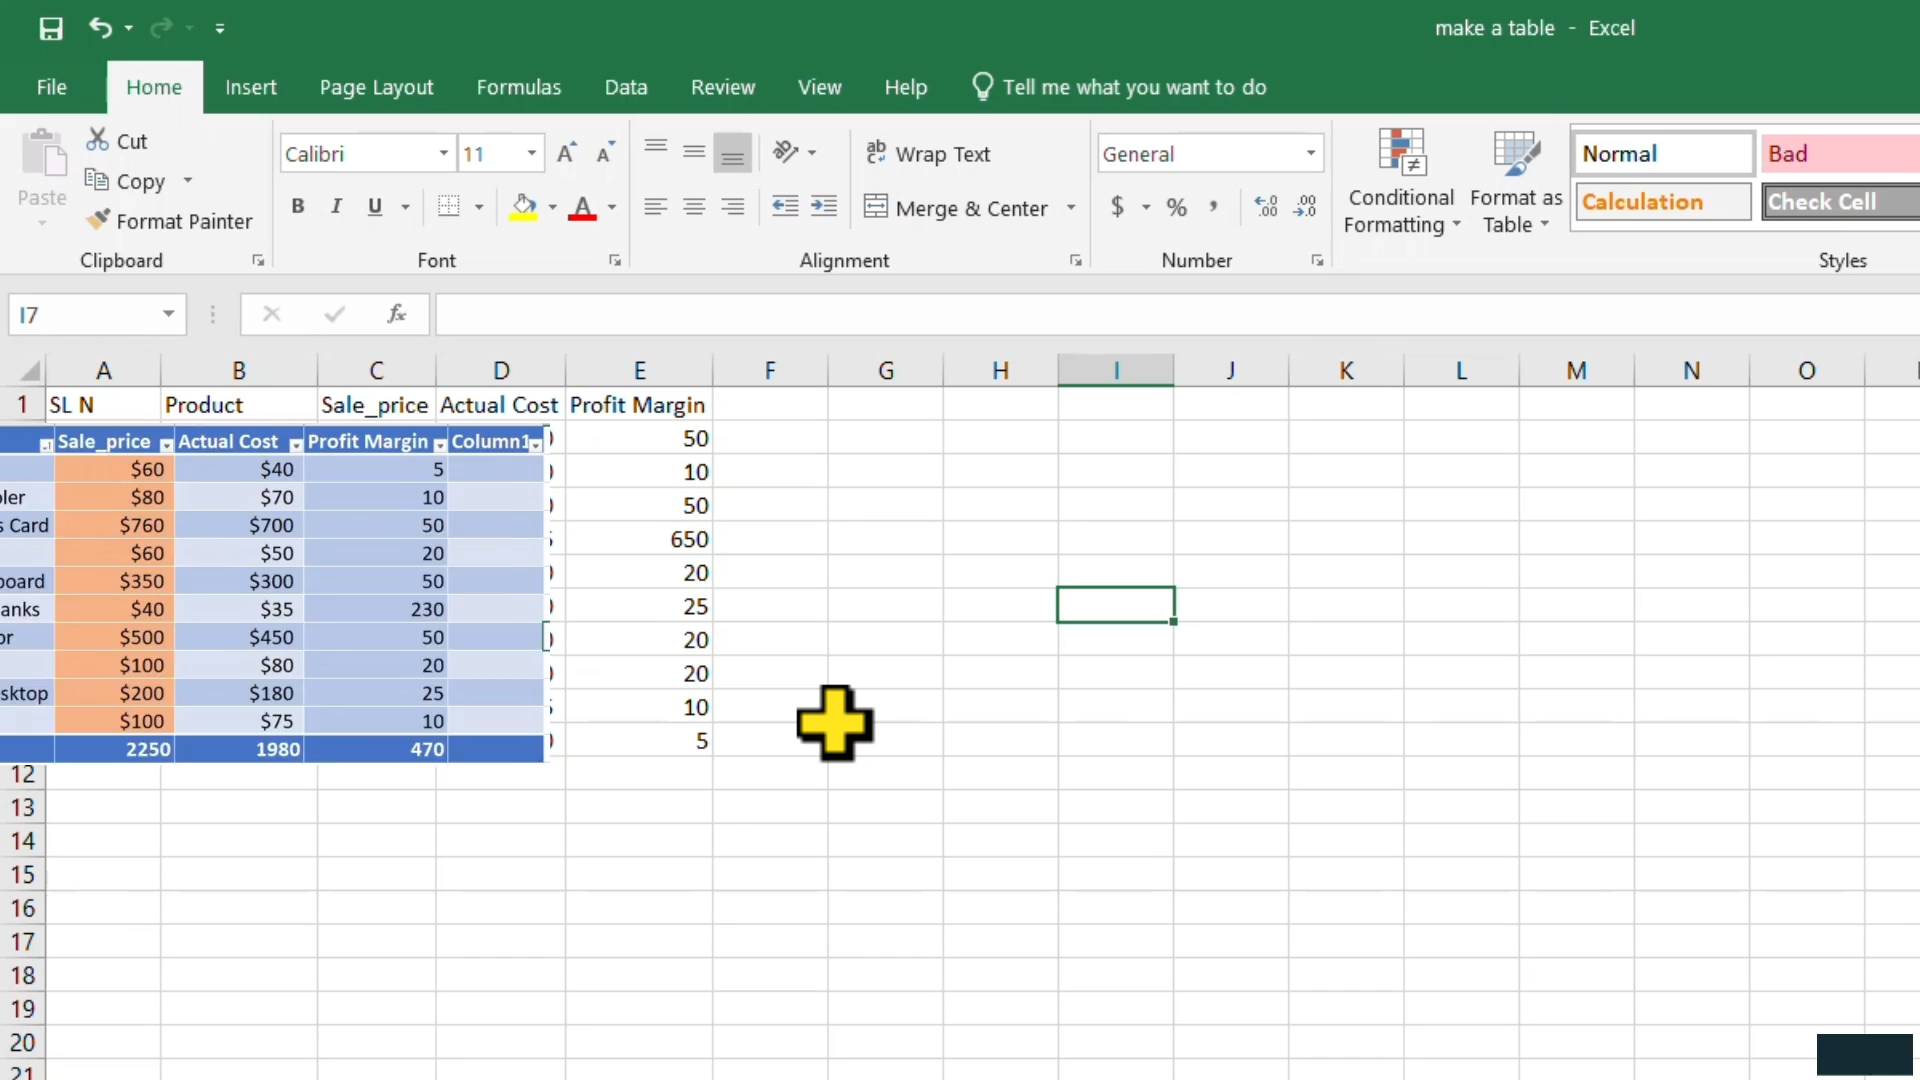 make a table - Excel
File Home Insert Page Layout Formulas Data Review View Help Tell me what you want to do
Cut
Copy
Format Painter
Paste
Calibri 11
B I U A
Wrap Text
Merge & Center
General
$ % ,
Conditional Formatting
Format as Table
Normal Bad
Calculation Check Cell
Clipboard Font Alignment Number Styles
I7 fx
A B C D E F G H I J K L M N O
1 SL N Product Sale_price Actual Cost Profit Margin
Sale_price Actual Cost Profit Margin Column1
$60 $40 5
$80 $70 10
Card $760 $700 50
$60 $50 20
$350 $300 50
$40 $35 230
$500 $450 50
$100 $80 20
$200 $180 25
$100 $75 10
2250 1980 470
50
10
50
650
20
25
20
20
10
5
12
13
14
15
16
17
18
19
20
21